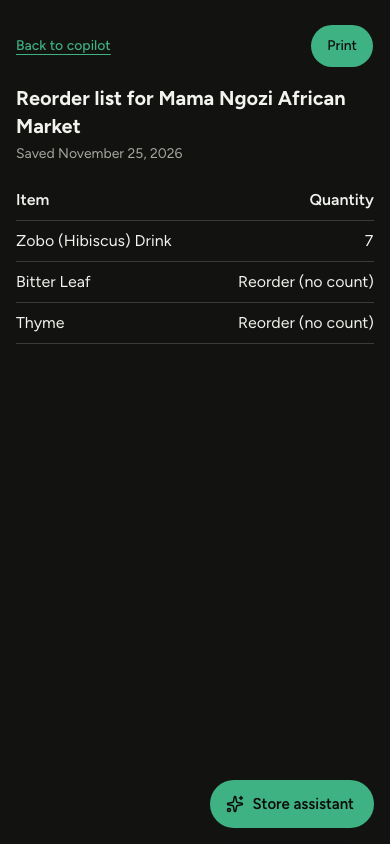 Back to copilot
Print
Reorder list for Mama Ngozi African
Market
Saved November 25, 2026
Item Quantity
Zobo (Hibiscus) Drink 7
Bitter Leaf Reorder (no count)
Thyme Reorder (no count)
Store assistant